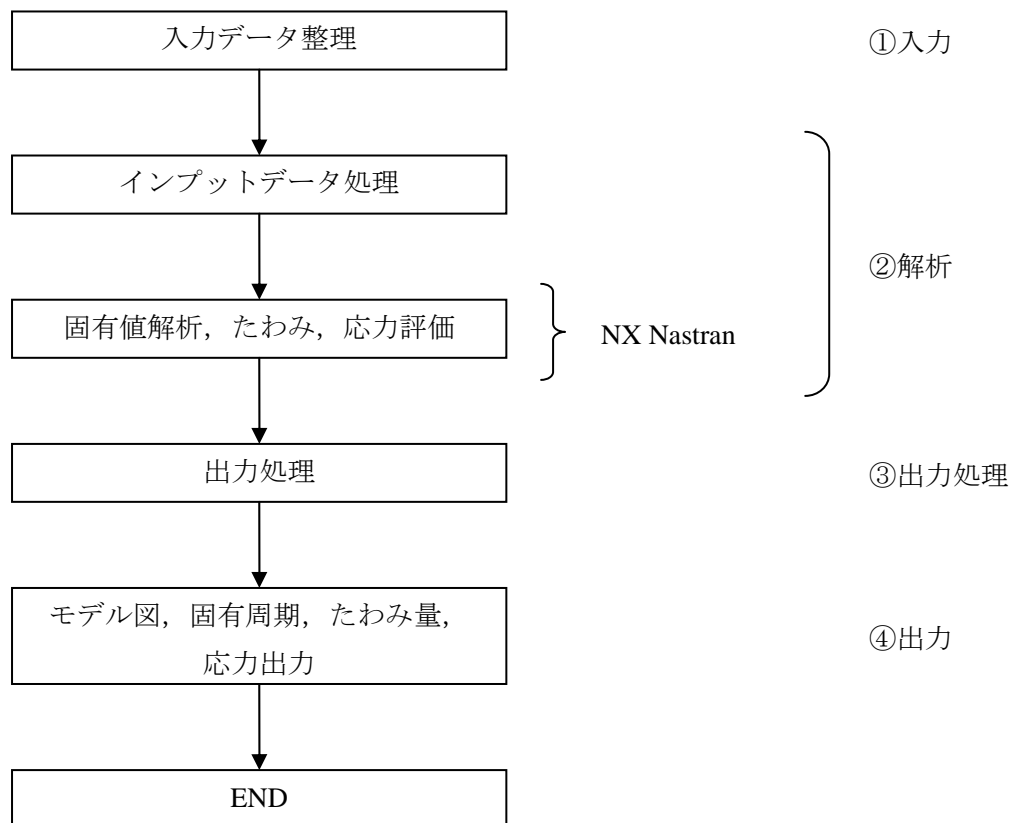 入力データ整理
①入力
インプットデータ処理
②解析
固有値解析，たわみ，応力評価
NX Nastran
出力処理
③出力処理
モデル図，固有周期，たわみ量，
応力出力
④出力
END